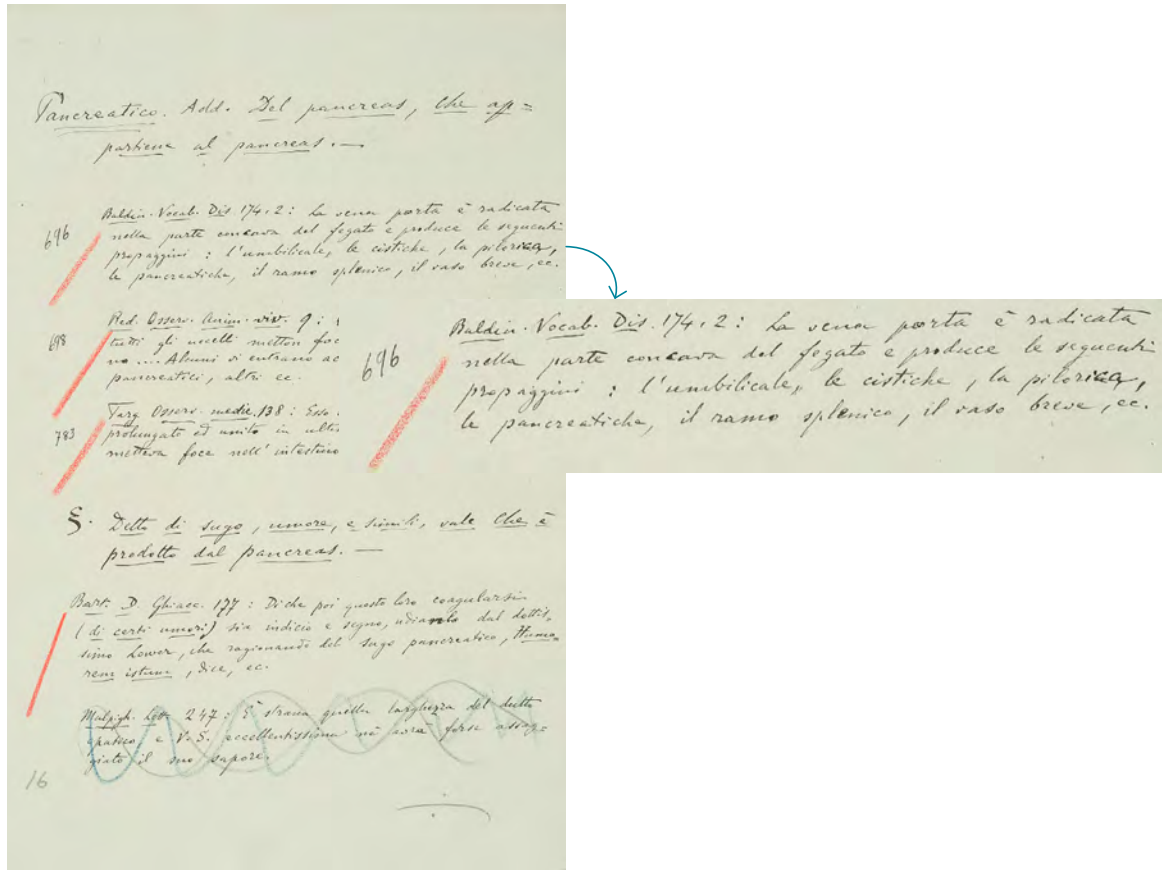 Pancreatico. Add. Del pancreas, Che ap=
partiene al pancreas. —
696
Baldin. Vocab. Dis. 174. 2: La vena porta è radicata
nella parte concava del fegato e produce le seguenti
propaggini : l'umbilicale, le cistiche, la pilorica,
le pancreatiche, il ramo splenico, il vaso breve, ec.
698
Red. Osserv. Anim. viv. 9 :
tutti gli uccelli metton foc
no .... Alcuni vi entrano ac
pancreatici, altri ec.
783
Targ. Osserv. medic. 138 : Esso
prolungato ed unito in altro
metteva foce nell' intestino
696
Baldin. Vocab. Dis. 174. 2: La vena porta è radicata
nella parte concava del fegato e produce le seguenti
propaggini : l'umbilicale, le cistiche, la pilorica,
le pancreatiche, il ramo splenico, il vaso breve, ec.
§. Detto di sugo, umore, e simili, vale Che è
prodotto dal pancreas. —
Bart. D. Ghiacc. 177 : Di che poi questo loro coagularsi
(di certi umori) sia indicio e segno, udianlo dal dottis,
simo Lower, che ragionando del sugo pancreatico, Humo,
rem istum, dice, ec.
Malpigh. Lett. 247 : È strana quella larghezza del dutto
epatico e V. S. eccellentissima ne avrà forse assag=
giato il suo sapore.
16